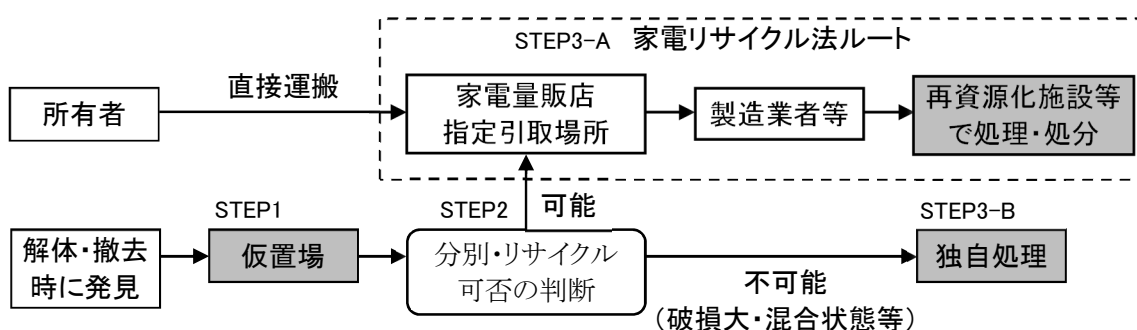 STEP3-A 家電リサイクル法ルート
所有者
直接運搬
家電量販店
指定引取場所
製造業者等
再資源化施設等
で処理・処分
STEP1
STEP2
可能
STEP3-B
解体・撤去
時に発見
仮置場
分別・リサイクル
可否の判断
不可能
（破損大・混合状態等）
独自処理